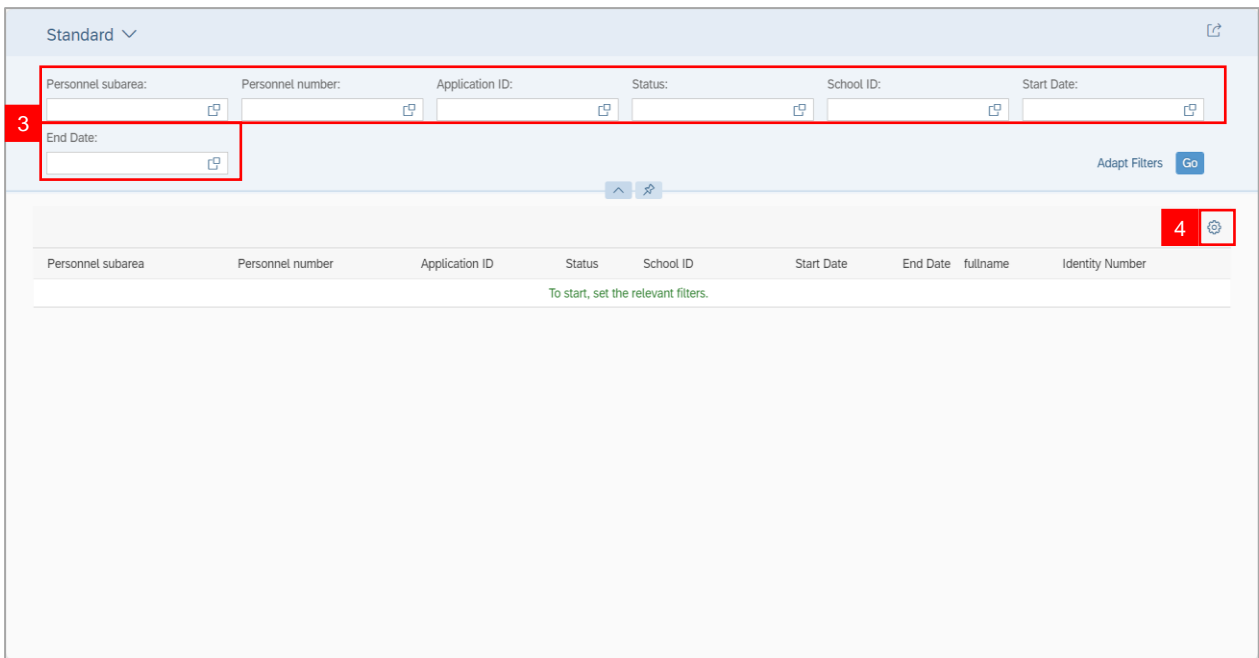 Standard
Personnel subarea: Personnel number: Application ID: Status: School ID: Start Date:
3
End Date:
Adapt Filters Go
4
Personnel subarea Personnel number Application ID Status School ID Start Date End Date fullname Identity Number
To start, set the relevant filters.